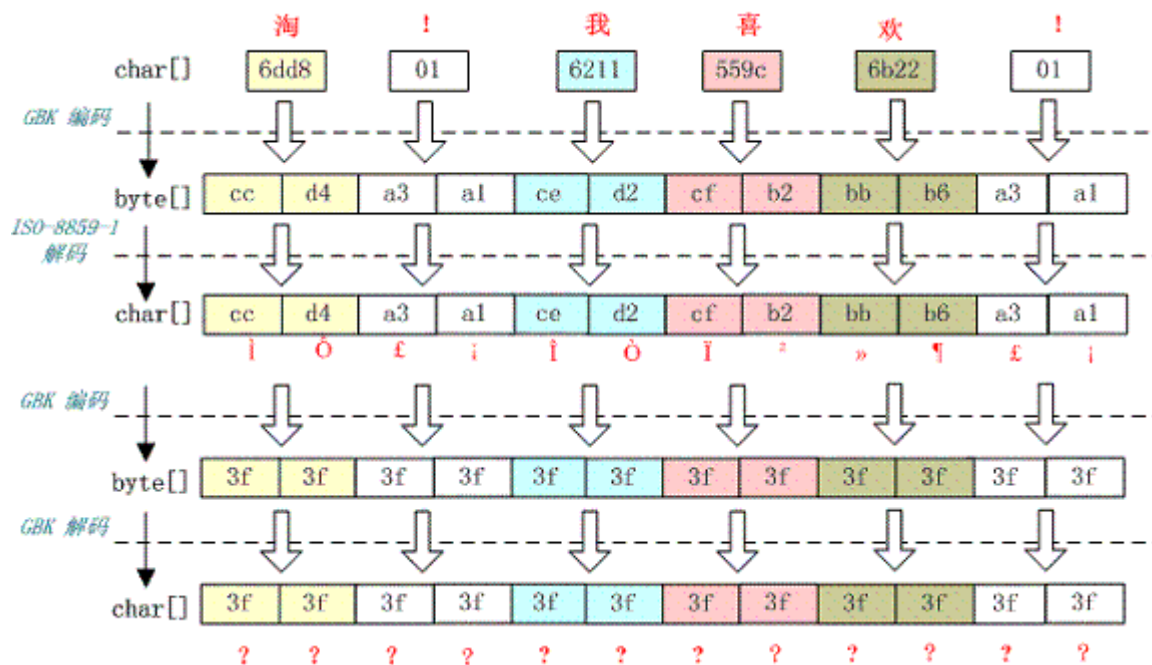 淘 ! 我 喜 欢 !
char[] 6dd8 01 6211 559c 6b22 01
GBK 编码
byte[] cc d4 a3 a1 ce d2 cf b2 bb b6 a3 a1
ISO-8859-1
解码
char[] cc d4 a3 a1 ce d2 cf b2 bb b6 a3 a1
Ì Ô £ ¡ Î Ò Ï ² » ¶ £ ¡
GBK 编码
byte[] 3f 3f 3f 3f 3f 3f 3f 3f 3f 3f 3f 3f
GBK 解码
char[] 3f 3f 3f 3f 3f 3f 3f 3f 3f 3f 3f 3f
? ? ? ? ? ? ? ? ? ? ? ?